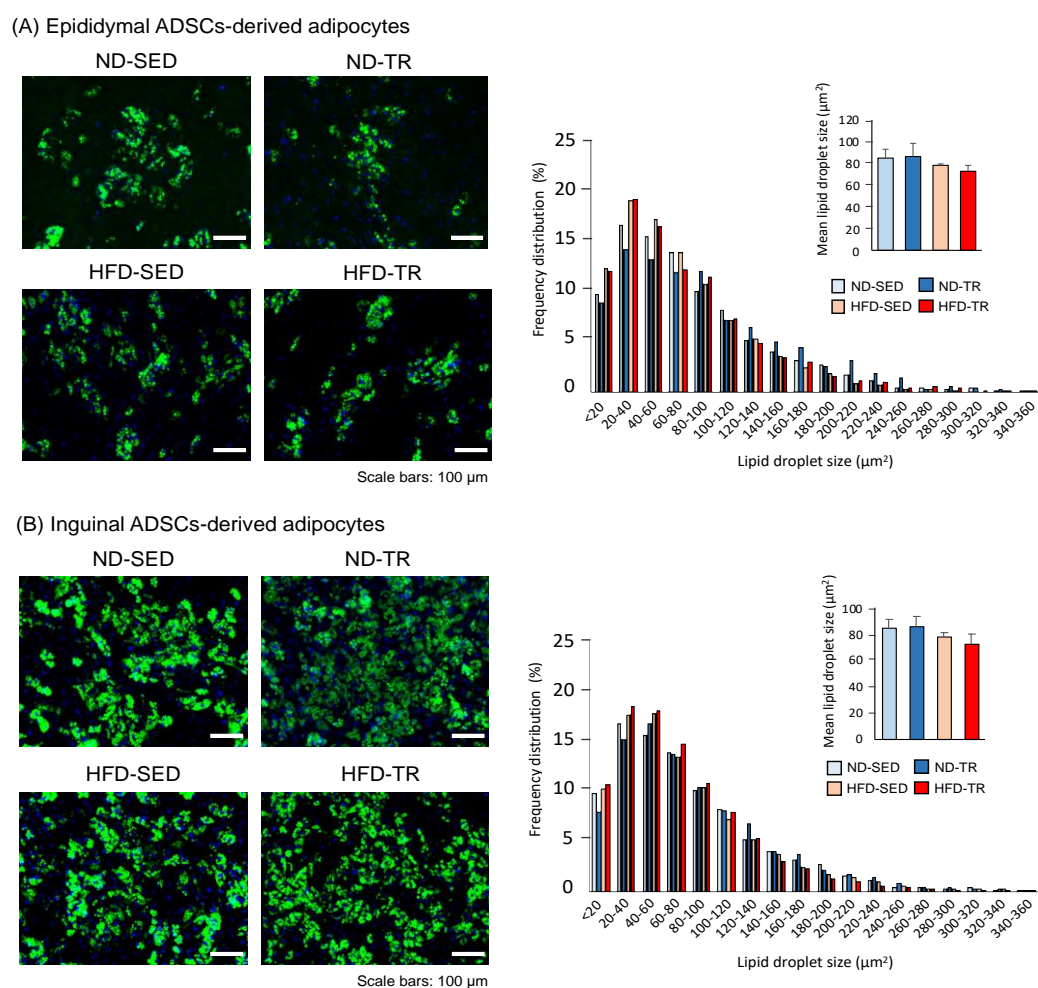 (A) Epididymal ADSCs-derived adipocytes
ND-SED
ND-TR
HFD-SED
HFD-TR
Scale bars: 100 μm
Frequency distribution (%)
25
20
15
10
5
0
<20
20-40
40-60
60-80
80-100
100-120
120-140
140-160
160-180
180-200
200-220
220-240
240-260
260-280
280-300
300-320
320-340
340-360
Lipid droplet size (μm²)
Mean lipid droplet size (μm²)
120
100
80
60
40
20
0
ND-SED
ND-TR
HFD-SED
HFD-TR
(B) Inguinal ADSCs-derived adipocytes
ND-SED
ND-TR
HFD-SED
HFD-TR
Scale bars: 100 μm
Frequency distribution (%)
25
20
15
10
5
0
<20
20-40
40-60
60-80
80-100
100-120
120-140
140-160
160-180
180-200
200-220
220-240
240-260
260-280
280-300
300-320
320-340
340-360
Lipid droplet size (μm²)
Mean lipid droplet size (μm²)
100
80
60
40
20
0
ND-SED
ND-TR
HFD-SED
HFD-TR